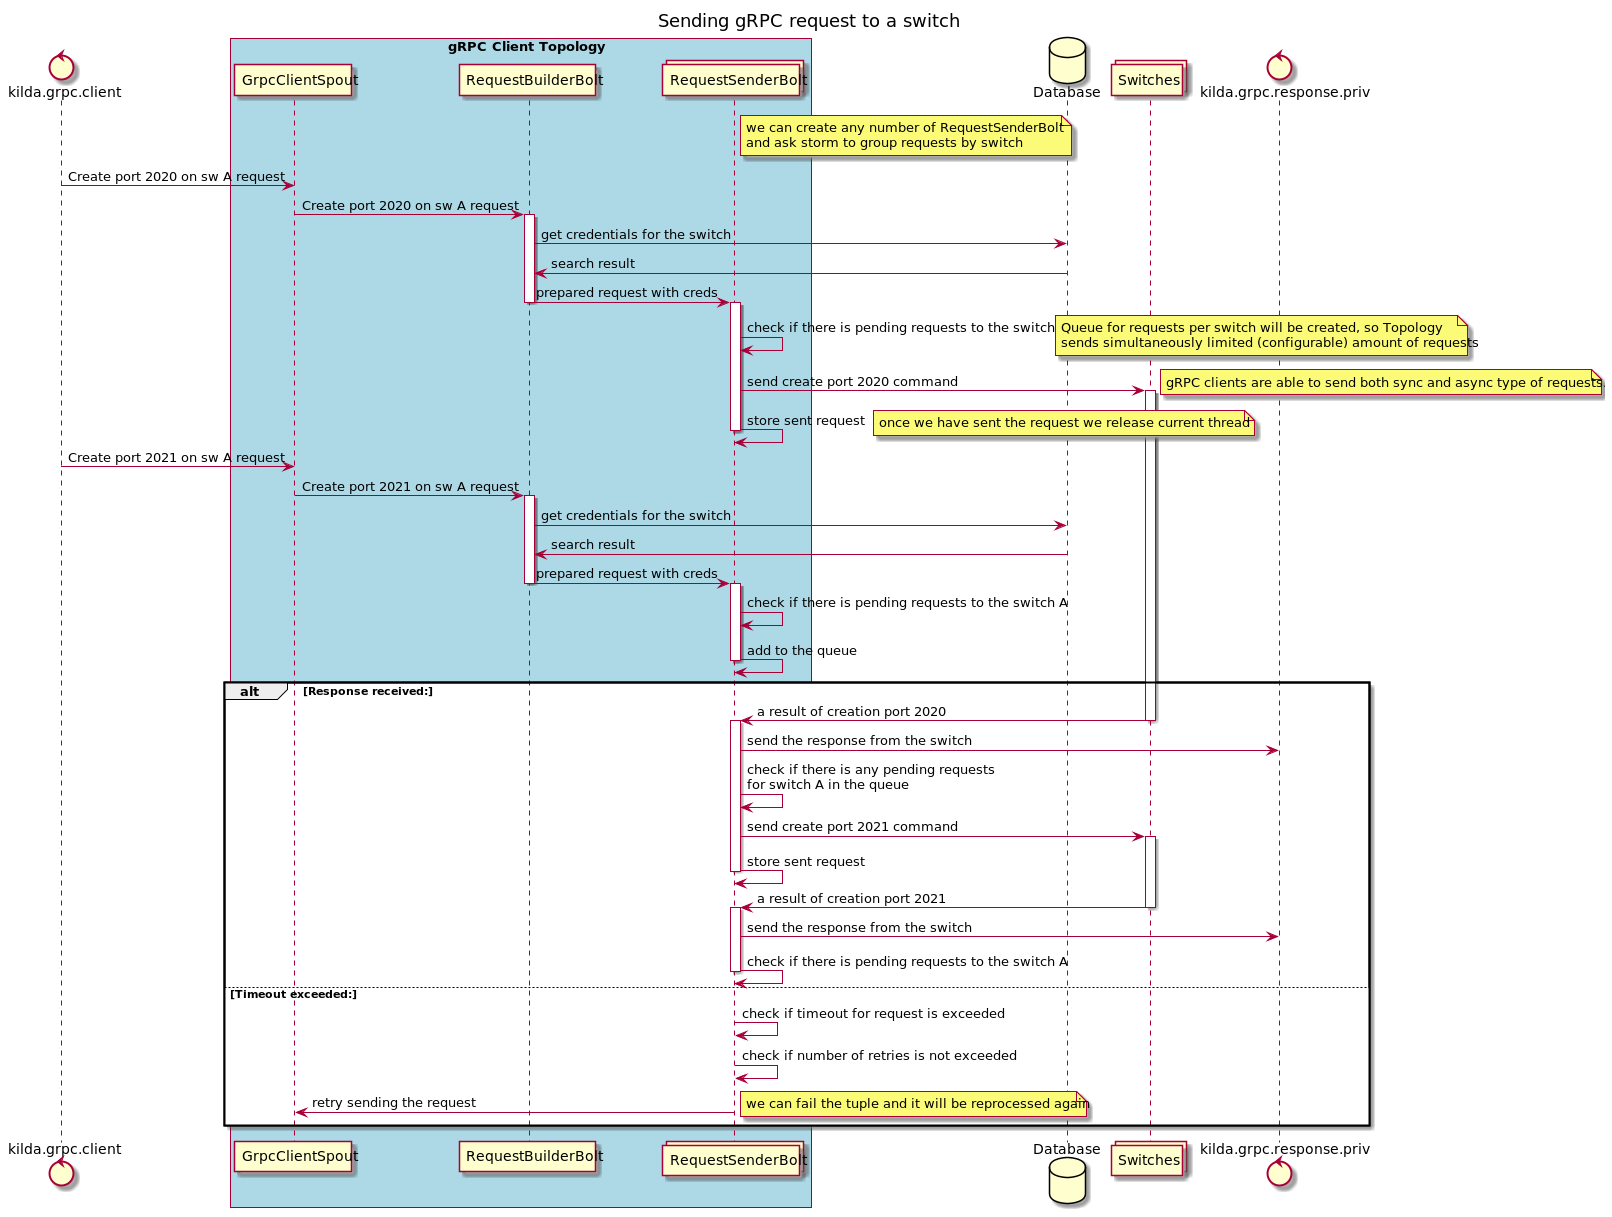 Sending gRPC request to a switch
gRPC Client Topology
kilda.grpc.client
GrpcClientSpout
RequestBuilderBolt
RequestSenderBolt
Database
Switches
kilda.grpc.response.priv
we can create any number of RequestSenderBolt
and ask storm to group requests by switch
Create port 2020 on sw A request
Create port 2020 on sw A request
get credentials for the switch
search result
prepared request with creds
check if there is pending requests to the switch
Queue for requests per switch will be created, so Topology
sends simultaneously limited (configurable) amount of requests
send create port 2020 command
gRPC clients are able to send both sync and async type of requests.
store sent request
once we have sent the request we release current thread
Create port 2021 on sw A request
Create port 2021 on sw A request
get credentials for the switch
search result
prepared request with creds
check if there is pending requests to the switch A
add to the queue
alt
[Response received:]
a result of creation port 2020
send the response from the switch
check if there is any pending requests
for switch A in the queue
send create port 2021 command
store sent request
a result of creation port 2021
send the response from the switch
check if there is pending requests to the switch A
[Timeout exceeded:]
check if timeout for request is exceeded
check if number of retries is not exceeded
retry sending the request
we can fail the tuple and it will be reprocessed again
kilda.grpc.client
GrpcClientSpout
RequestBuilderBolt
RequestSenderBolt
Database
Switches
kilda.grpc.response.priv